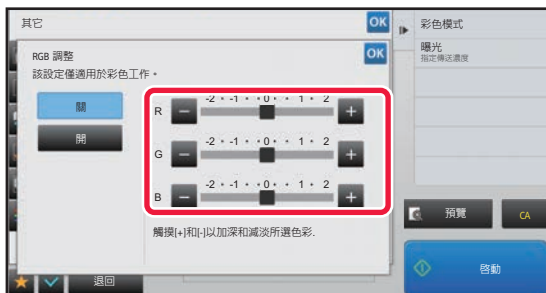 其它
OK
彩色模式
曝光
指定傳送濃度
RGB 調整
OK
該設定僅適用於彩色工作。
關
開
-2 • -1 • • 0 • • 1 • 2
R − +
-2 • -1 • • 0 • • 1 • 2
G − +
-2 • -1 • • 0 • • 1 • 2
B − +
觸摸[+]和[-]以加深和減淡所選色彩.
預覽
CA
退回
啓動